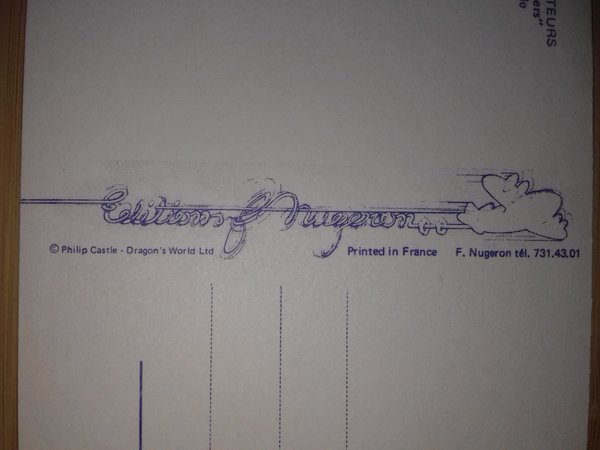 TEURS
ers"
le
Editions F Nugeron
© Philip Castle - Dragon's World Ltd
Printed in France
F. Nugeron tél. 731.43.01